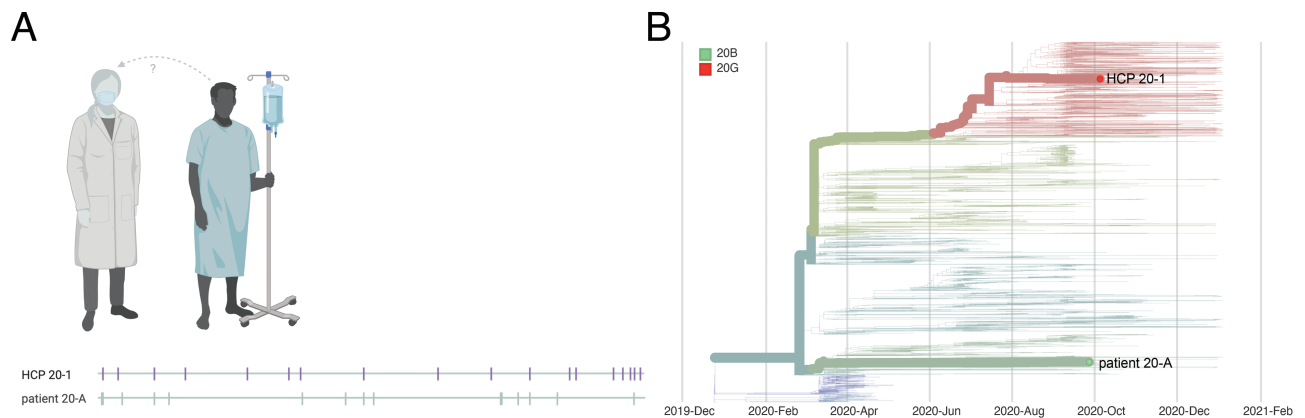 A
?
HCP 20-1
patient 20-A
B
20B
20G
HCP 20-1
patient 20-A
2019-Dec 2020-Feb 2020-Apr 2020-Jun 2020-Aug 2020-Oct 2020-Dec 2021-Feb